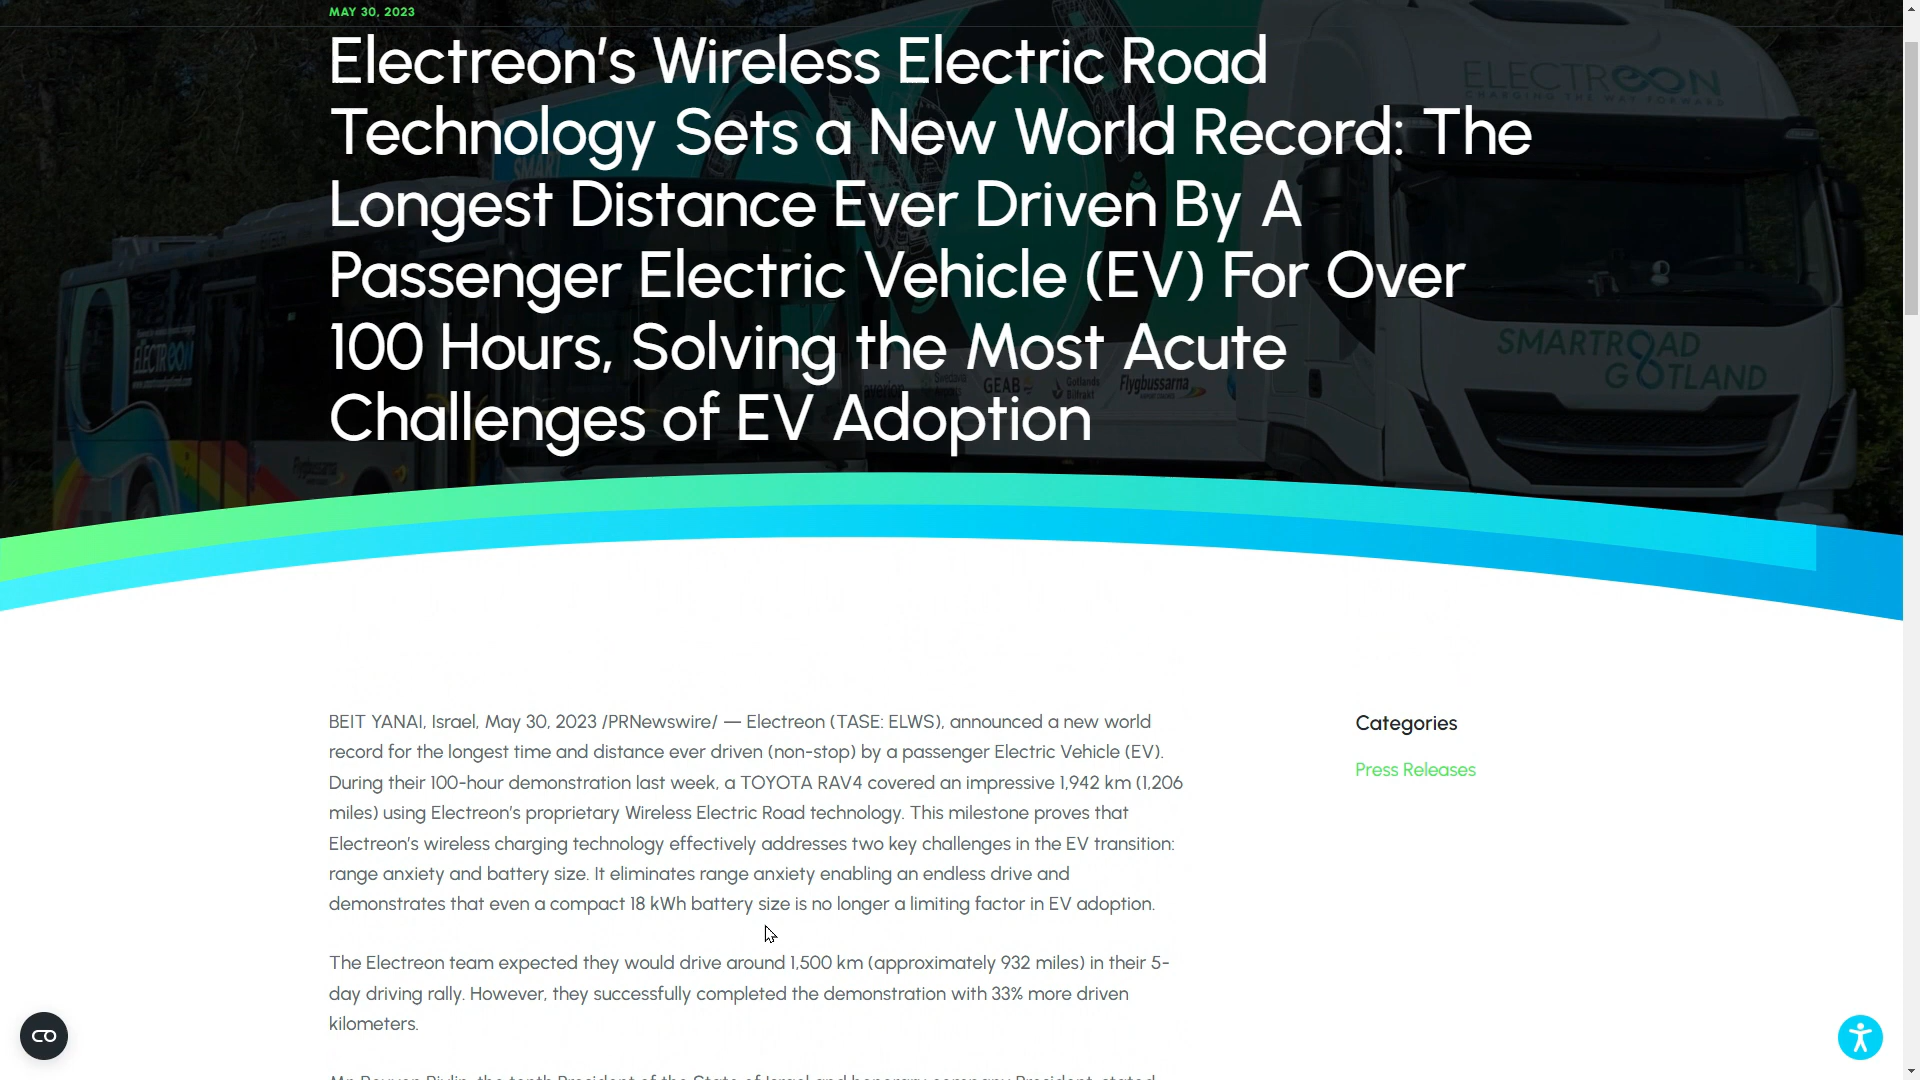 MAY 30, 2023
Electreon's Wireless Electric Road
Technology Sets a New World Record: The
Longest Distance Ever Driven By A
Passenger Electric Vehicle (EV) For Over
100 Hours, Solving the Most Acute
Challenges of EV Adoption
ELECTREON
CHARGING THE WAY FORWARD
SMARTROAD
GOTLAND
ELECTREON
GEAB
Gotlands
Bilfrakt
Flygbussarna
BEIT YANAI, Israel, May 30, 2023 /PRNewswire/ — Electreon (TASE: ELWS), announced a new world
record for the longest time and distance ever driven (non-stop) by a passenger Electric Vehicle (EV).
During their 100-hour demonstration last week, a TOYOTA RAV4 covered an impressive 1,942 km (1,206
miles) using Electreon's proprietary Wireless Electric Road technology. This milestone proves that
Electreon's wireless charging technology effectively addresses two key challenges in the EV transition:
range anxiety and battery size. It eliminates range anxiety enabling an endless drive and
demonstrates that even a compact 18 kWh battery size is no longer a limiting factor in EV adoption.
The Electreon team expected they would drive around 1,500 km (approximately 932 miles) in their 5-
day driving rally. However, they successfully completed the demonstration with 33% more driven
kilometers.
Categories
Press Releases